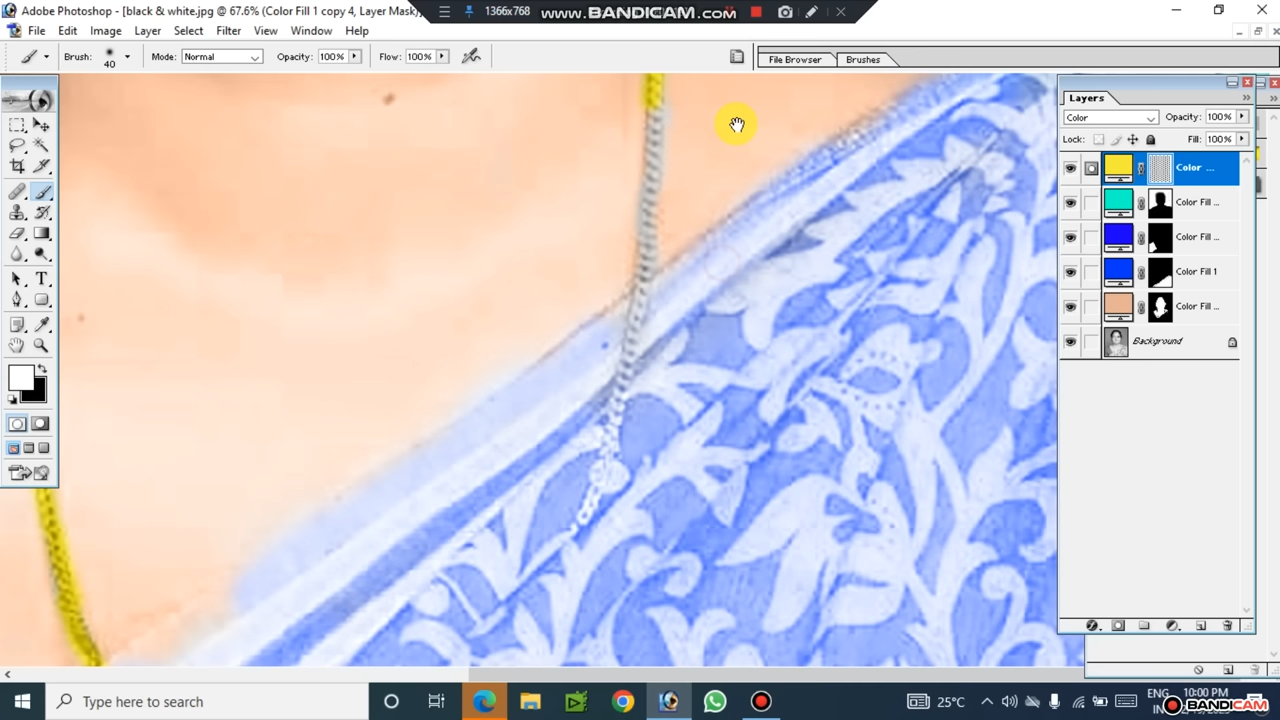 Adobe Photoshop - [black & white.jpg @ 67.6% (Color Fill 1 copy 4, Layer Mask)
1366x768
www.BANDICAM.com
File Edit Image Layer Select Filter View Window Help
Brush: 40 Mode: Normal Opacity: 100% Flow: 100%
File Browser Brushes
Layers
Color Opacity: 100%
Lock: Fill: 100%
Color ...
Color Fill ...
Color Fill ...
Color Fill 1
Color Fill ...
Background
Type here to search
25°C
ENG
10:00 PM
BANDICAM